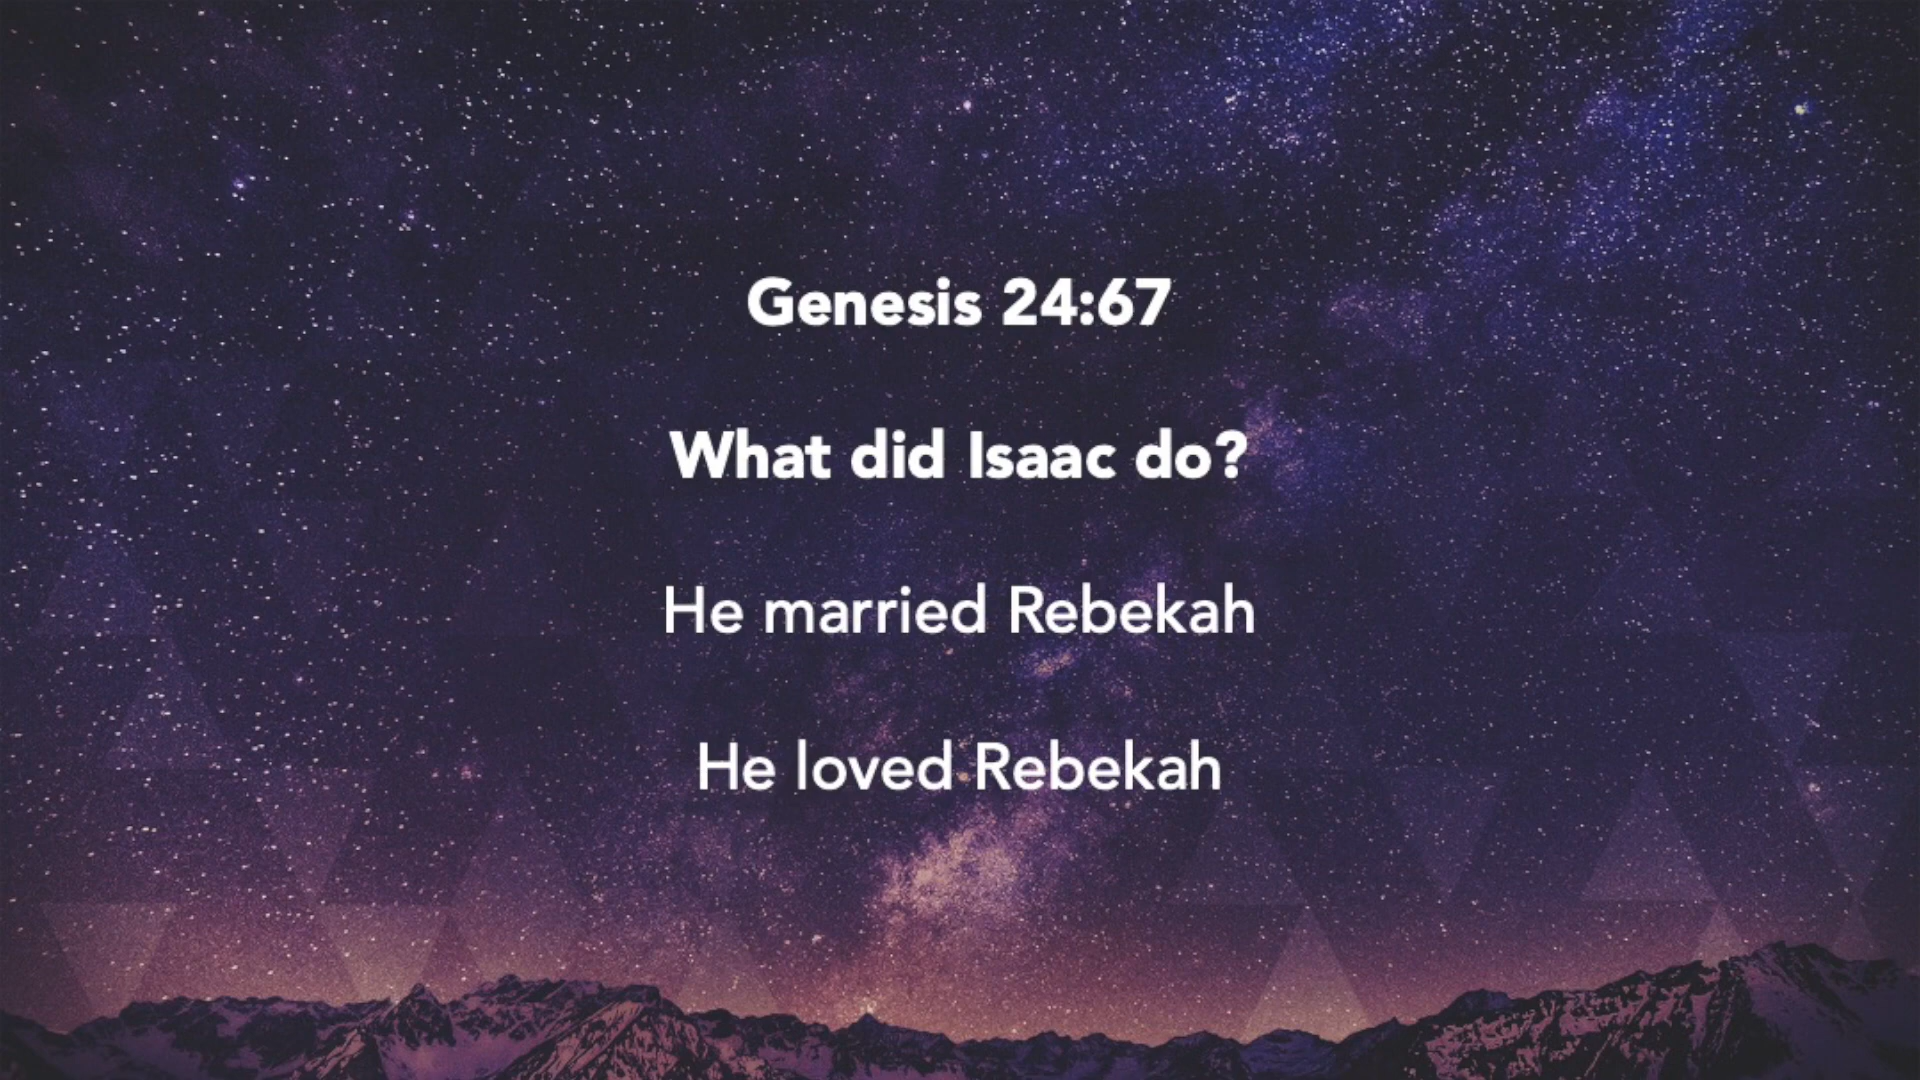 Genesis 24:67
What did Isaac do?
He married Rebekah
He loved Rebekah